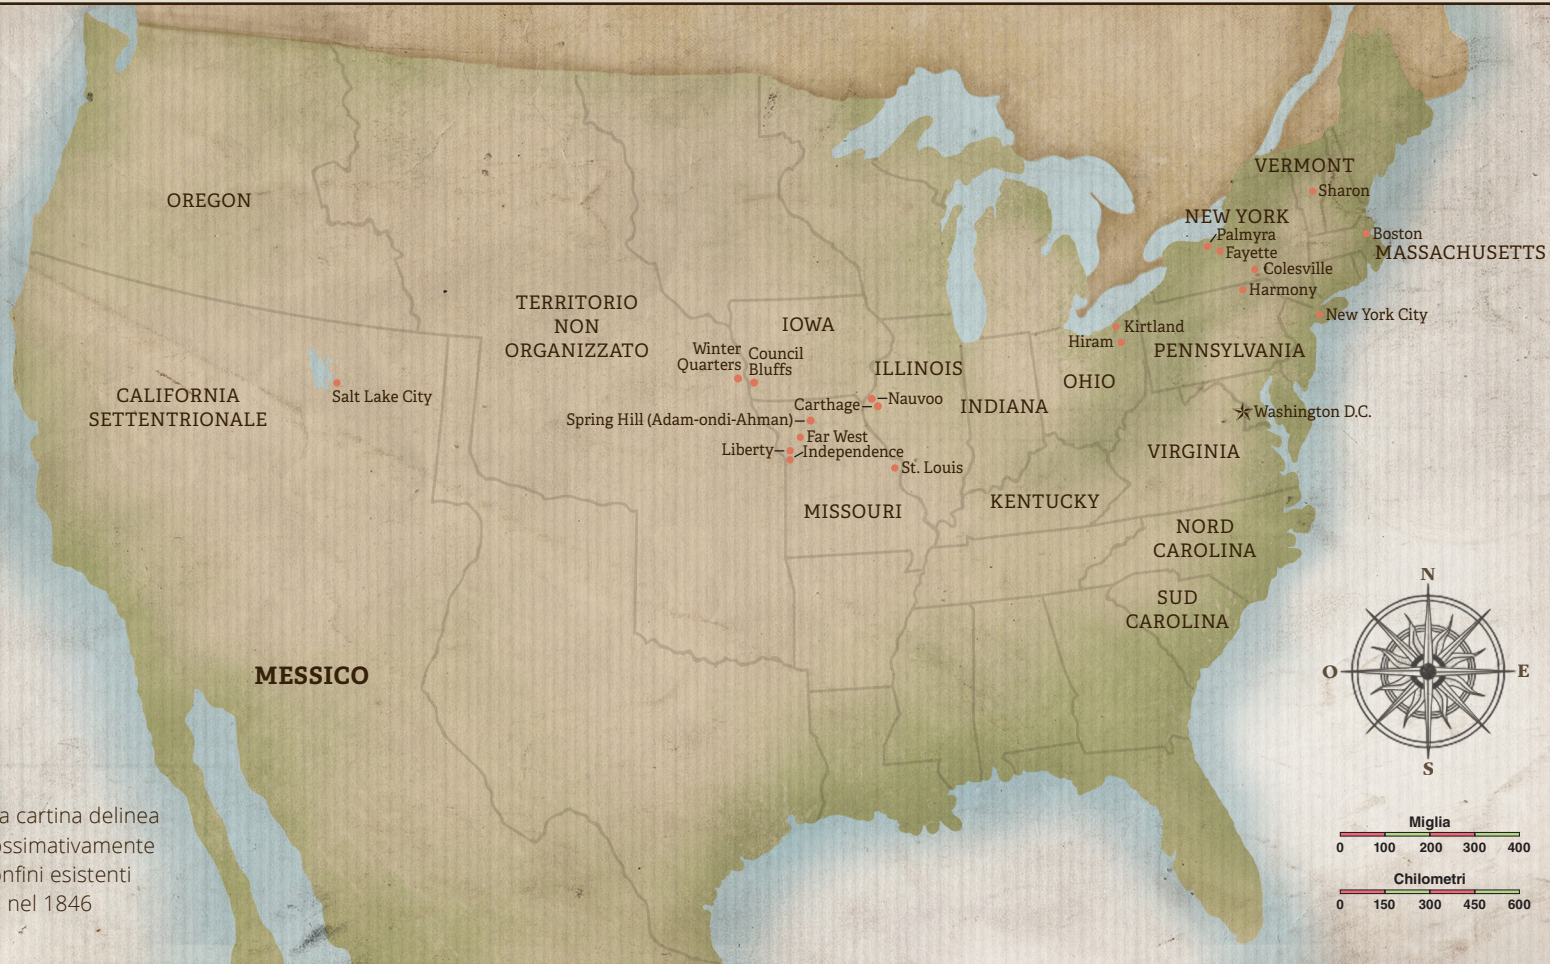 VERMONT
Sharon
NEW YORK
Palmyra
Fayette
Boston
MASSACHUSETTS
Colesville
Harmony
New York City
OREGON
TERRITORIO
NON
ORGANIZZATO
IOWA
Winter
Quarters
Council
Bluffs
ILLINOIS
Kirtland
Hiram
PENNSYLVANIA
OHIO
CALIFORNIA
SETTENTRIONALE
Salt Lake City
Nauvoo
Carthage
INDIANA
Washington D.C.
Spring Hill (Adam-ondi-Ahman)
Far West
Liberty
Independence
St. Louis
VIRGINIA
MISSOURI
KENTUCKY
NORD
CAROLINA
SUD
CAROLINA
MESSICO
N
O
E
S
a cartina delinea
ossimativamente
nfini esistenti
nel 1846
Miglia
0 100 200 300 400
Chilometri
0 150 300 450 600